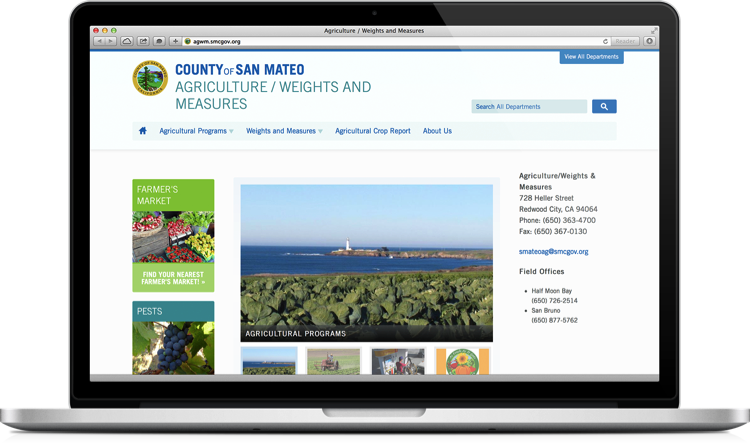 Agriculture / Weights and Measures
agwm.smcgov.org
Reader
View All Departments
COUNTY OF SAN MATEO
AGRICULTURE / WEIGHTS AND
MEASURES
Search All Departments
Agricultural Programs
Weights and Measures
Agricultural Crop Report
About Us
FARMER'S
MARKET
FIND YOUR NEAREST
FARMER'S MARKET! »
PESTS
AGRICULTURAL PROGRAMS
Agriculture/Weights &
Measures
728 Heller Street
Redwood City, CA 94064
Phone: (650) 363-4700
Fax: (650) 367-0130
smateoag@smcgov.org
Field Offices
Half Moon Bay
(650) 726-2514
San Bruno
(650) 877-5762